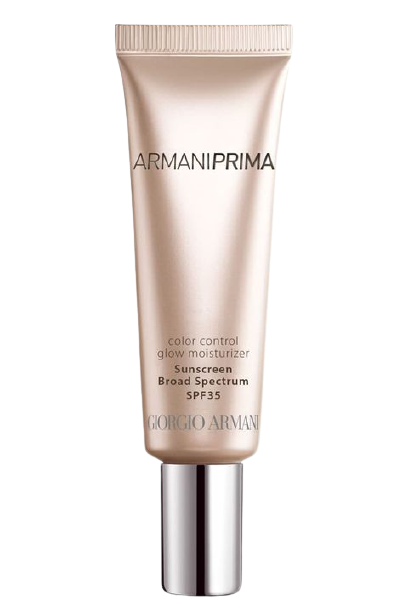 ARMANIPRIMA
color control
glow moisturizer
Sunscreen
Broad Spectrum
SPF35
GIORGIO ARMANI